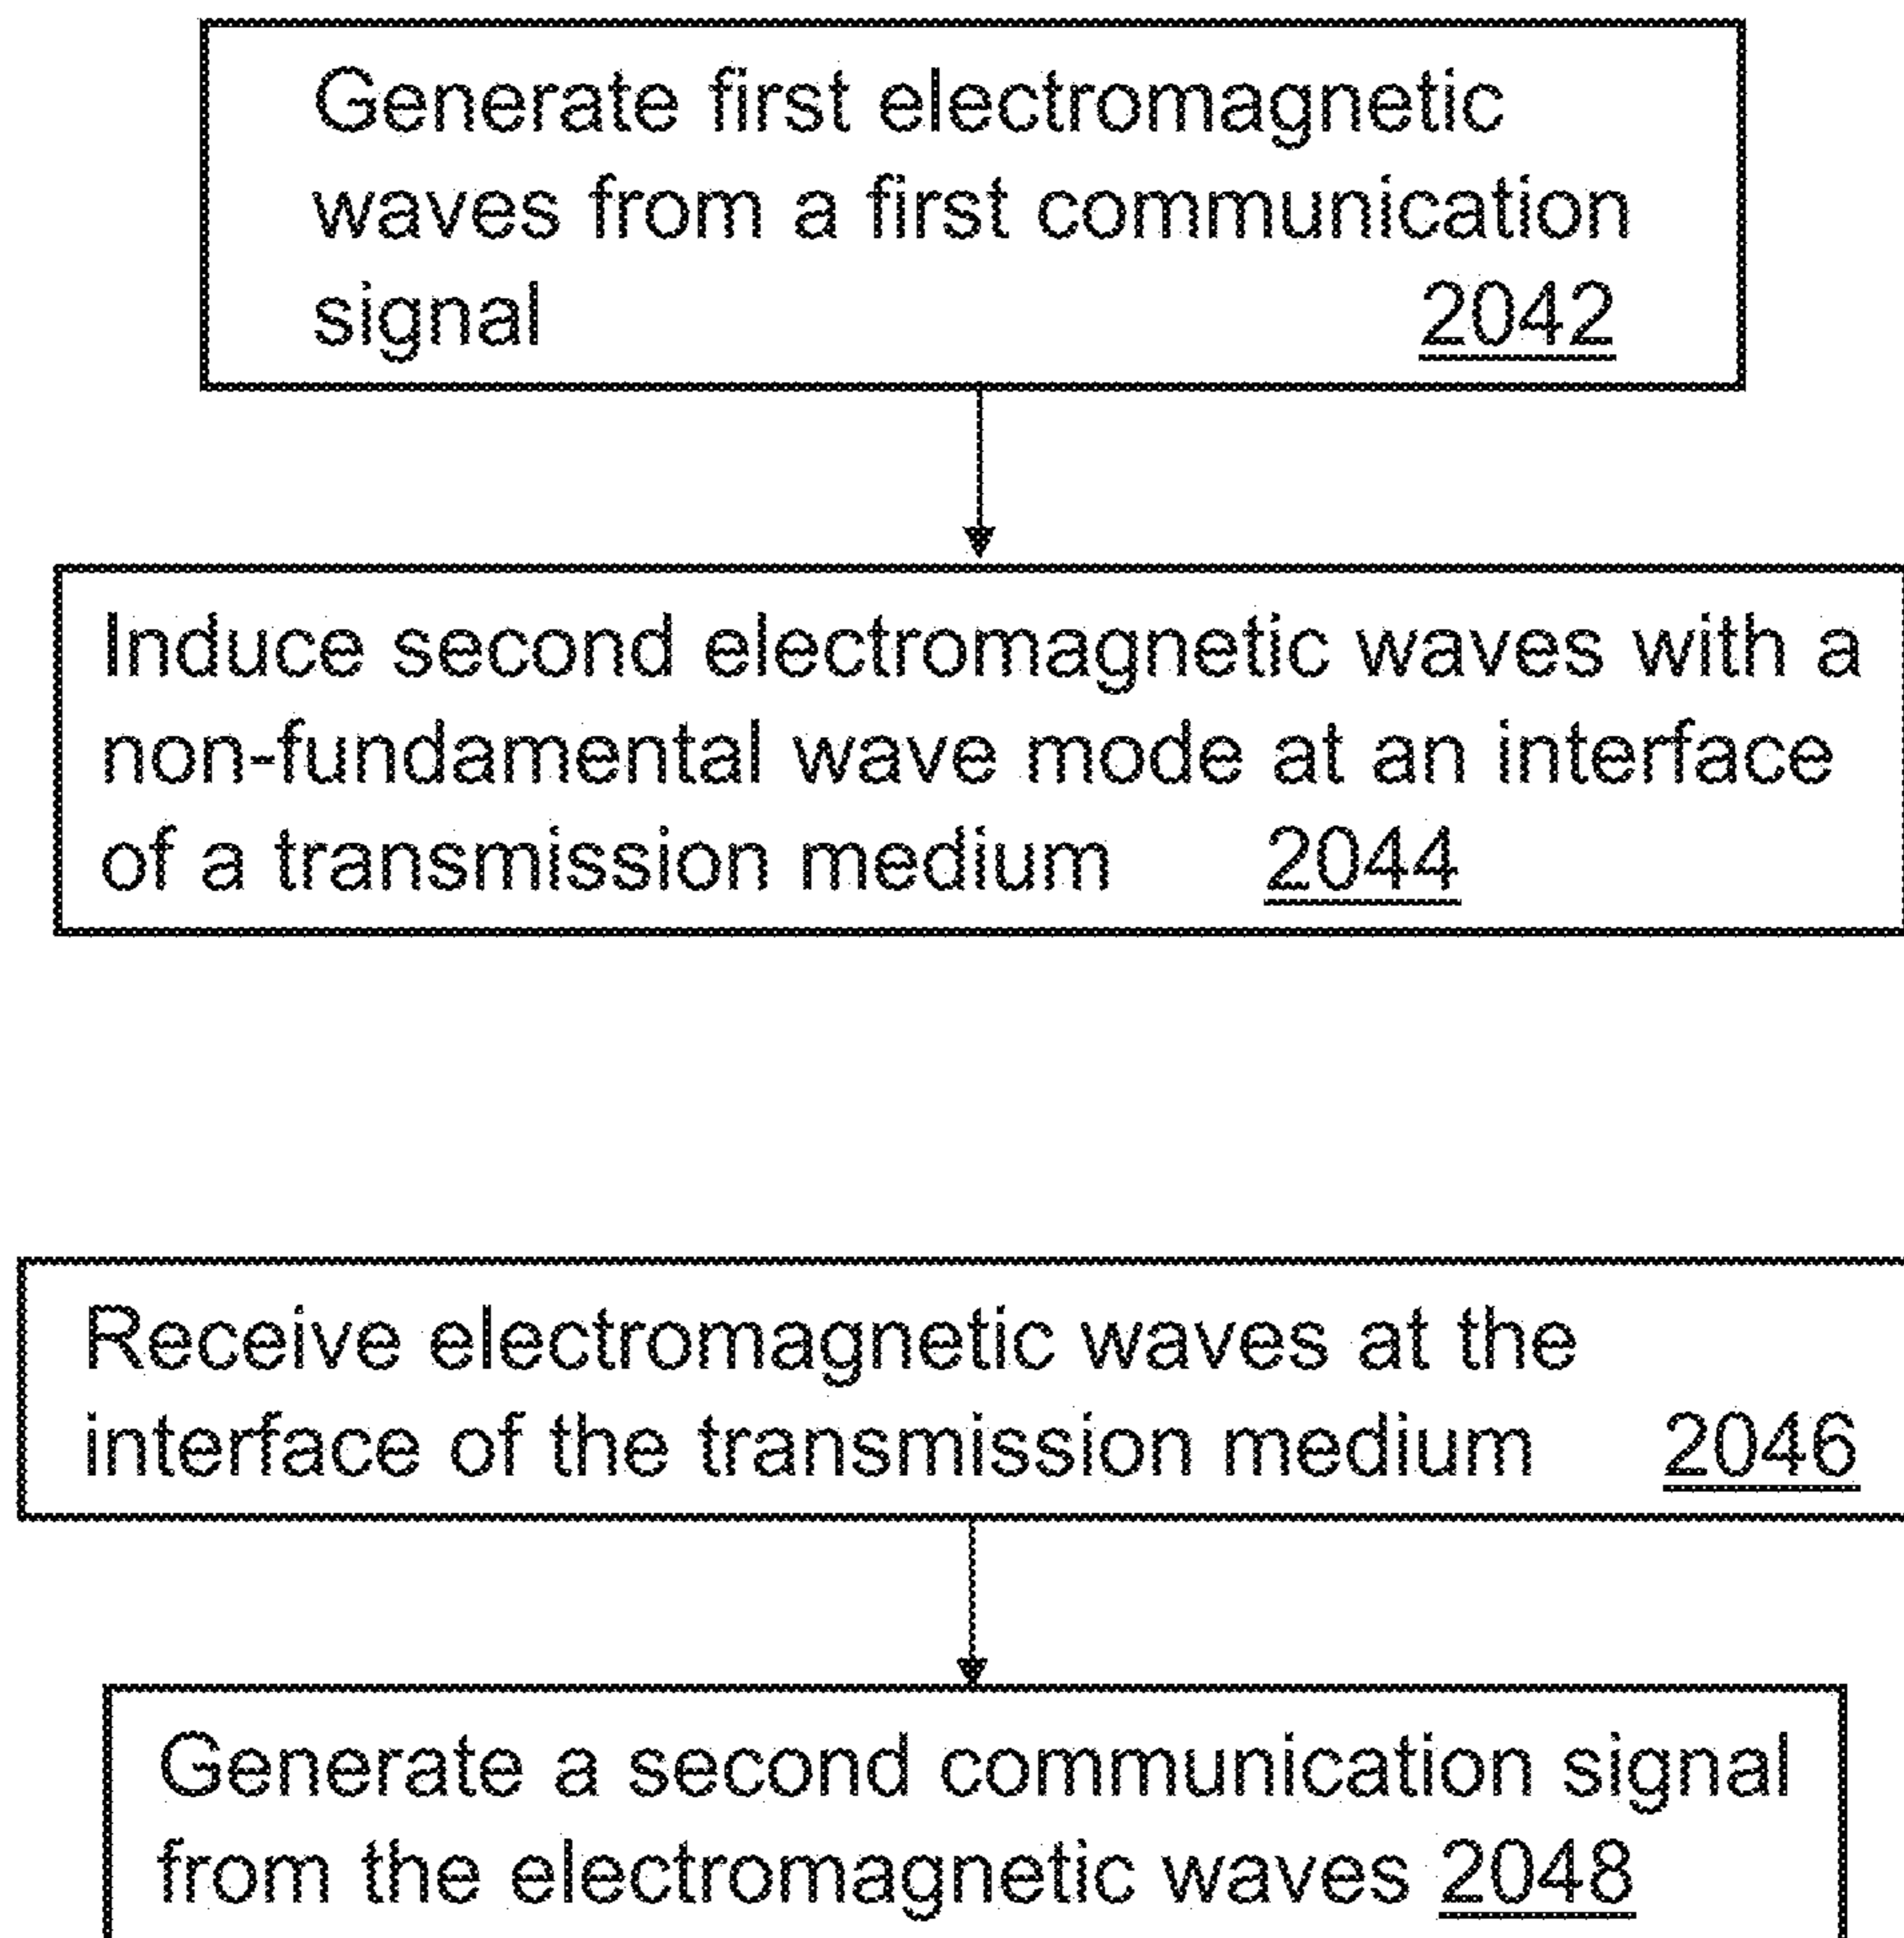 Generate first electromagnetic
waves from a first communication
signal 2042
Induce second electromagnetic waves with a
non-fundamental wave mode at an interface
of a transmission medium 2044
Receive electromagnetic waves at the
interface of the transmission medium 2046
Generate a second communication signal
from the electromagnetic waves 2048